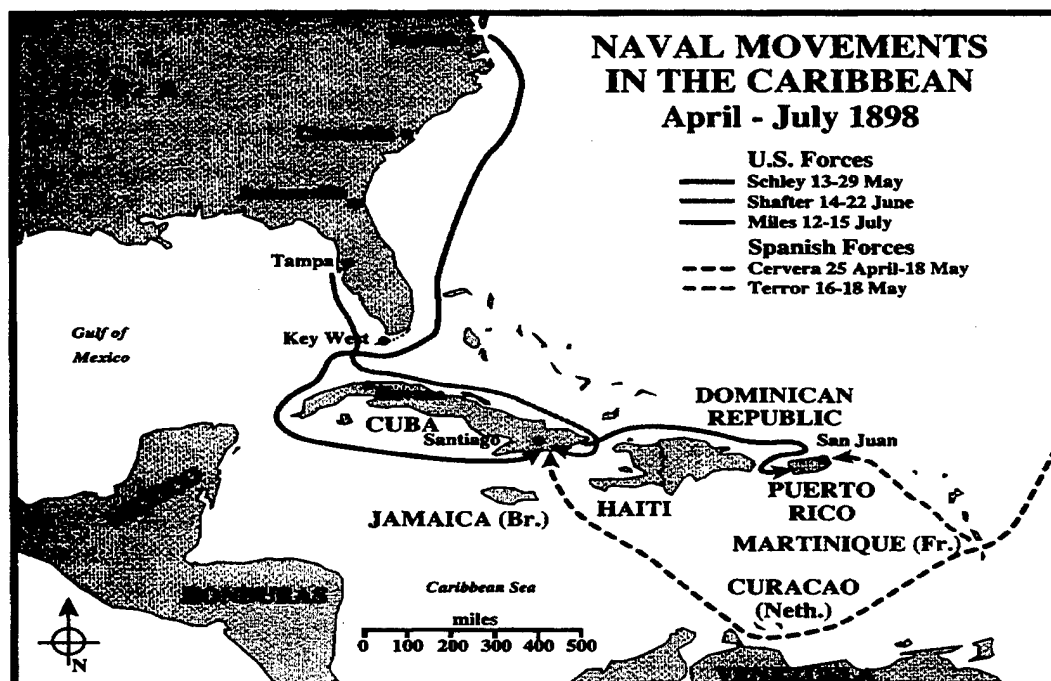 NAVAL MOVEMENTS
IN THE CARIBBEAN
April - July 1898
U.S. Forces
Schley 13-29 May
Shafter 14-22 June
Miles 12-15 July
Spanish Forces
Cervera 25 April-18 May
Terror 16-18 May
Tampa
Key West
Gulf of
Mexico
CUBA
Santiago
DOMINICAN
REPUBLIC
San Juan
HAITI
PUERTO
RICO
JAMAICA (Br.)
MARTINIQUE (Fr.)
CURACAO
(Neth.)
MEXICO
HONDURAS
Caribbean Sea
miles
0 100 200 300 400 500
N
VENEZUELA